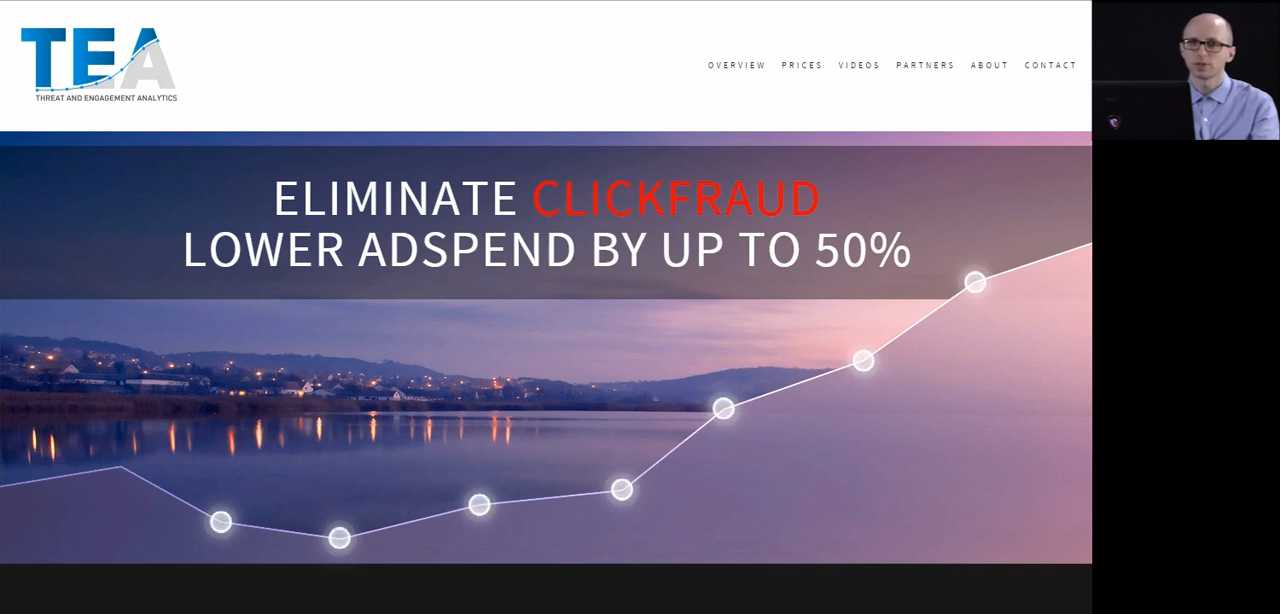 TEA
THREAT AND ENGAGEMENT ANALYTICS
OVERVIEW PRICES VIDEOS PARTNERS ABOUT CONTACT
ELIMINATE CLICKFRAUD
LOWER ADSPEND BY UP TO 50%